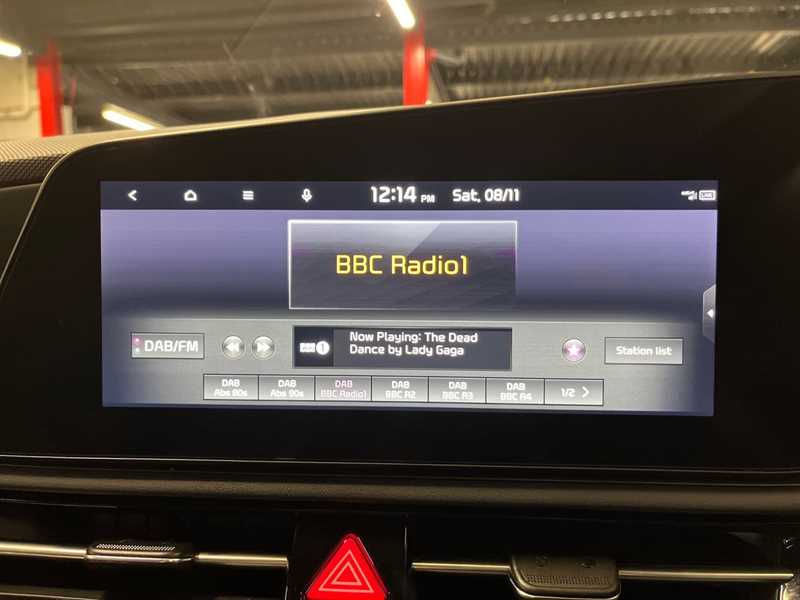 12:14 PM Sat, 08/11
BBC Radio1
DAB/FM
BBC 1
Now Playing: The Dead
Dance by Lady Gaga
Station list
DAB Abs 80s
DAB Abs 90s
DAB BBC Radio1
DAB BBC R2
DAB BBC R3
DAB BBC R4
1/2